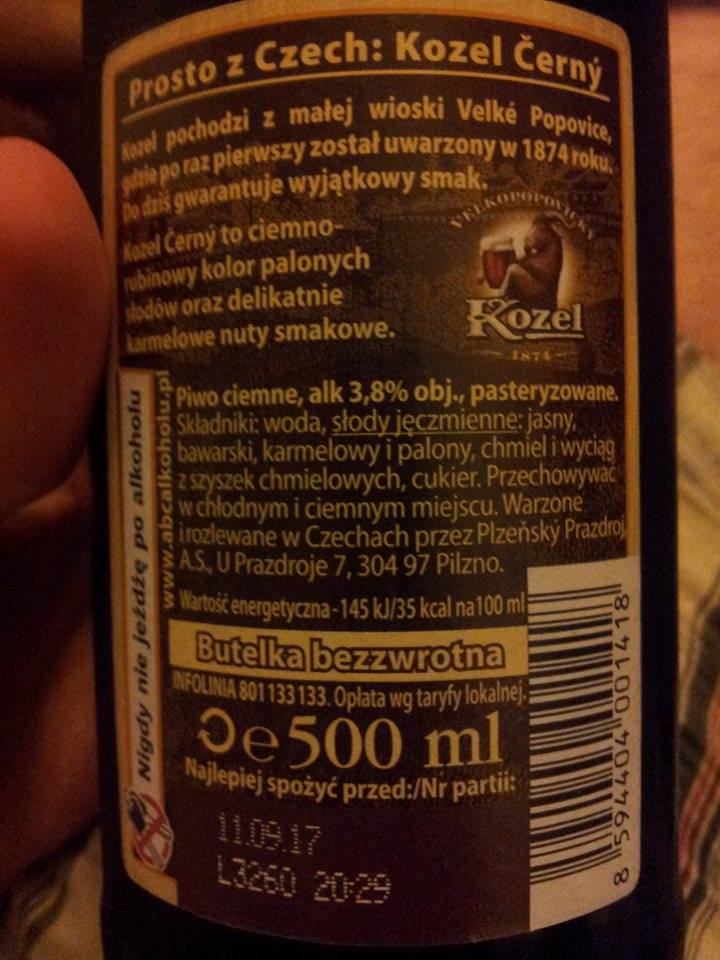 Prosto z Czech: Kozel Černý
Kozel pochodzi z małej wioski Velké Popovice,
gdzie po raz pierwszy został uwarzony w 1874 roku.
Do dziś gwarantuje wyjątkowy smak.
Kozel Černý to ciemno-
rubinowy kolor palonych
słodów oraz delikatnie
karmelowe nuty smakowe.
VELKOPOPOVICKÝ
Kozel
1874
Piwo ciemne, alk 3,8% obj., pasteryzowane.
Składniki: woda, słody jęczmienne: jasny,
bawarski, karmelowy i palony, chmiel i wyciąg
z szyszek chmielowych, cukier. Przechowywać
w chłodnym i ciemnym miejscu. Warzone
i rozlewane w Czechach przez Plzeňský Prazdroj,
A.S., U Prazdroje 7, 304 97 Pilzno.
Wartość energetyczna - 145 kJ/35 kcal na 100 ml
Butelka bezzwrotna
INFOLINIA 801 133 133. Opłata wg taryfy lokalnej.
e 500 ml
Najlepiej spożyć przed:/Nr partii:
11.09.17
L3260 20:29
Nigdy nie jeżdżę po alkoholu
www.abcalkoholu.pl
8 594404 001418